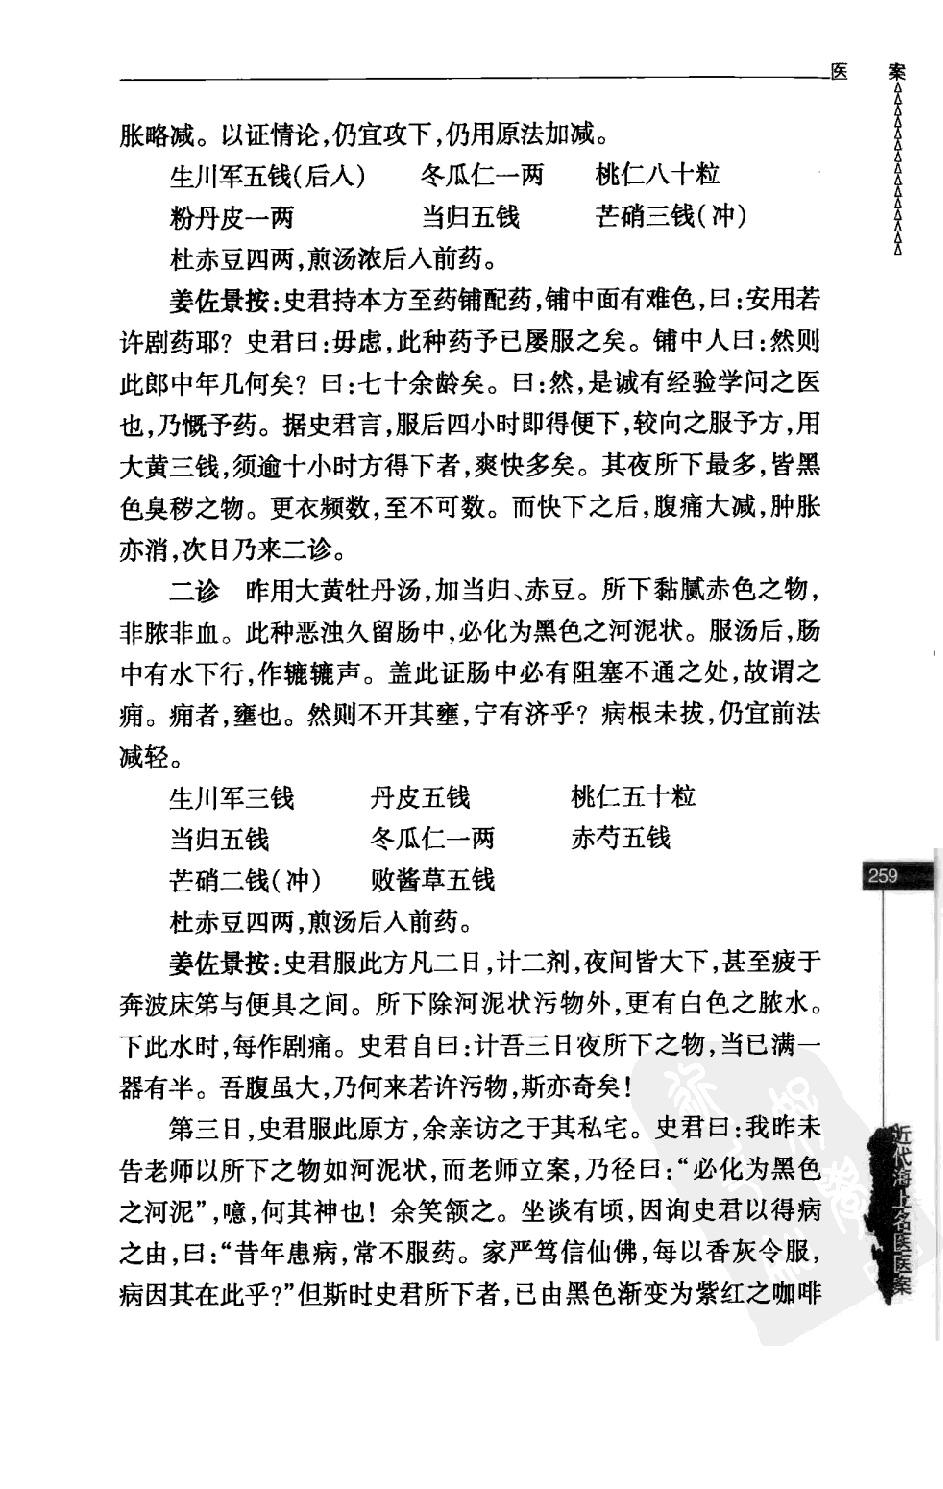 医 案
胀略减。以证情论,仍宜攻下,仍用原法加减。
生川军五钱(后入) 冬瓜仁一两 桃仁八十粒
粉丹皮一两 当归五钱 芒硝三钱(冲)
杜赤豆四两,煎汤浓后入前药。
姜佐景按:史君持本方至药铺配药,铺中面有难色,曰:安用若
许剧药耶?史君曰:毋虑,此种药予已屡服之矣。铺中人曰:然则
此郎中年几何矣?曰:七十余龄矣。曰:然,是诚有经验学问之医
也,乃慨予药。据史君言,服后四小时即得便下,较向之服予方,用
大黄三钱,须逾十小时方得下者,爽快多矣。其夜所下最多,皆黑
色臭秽之物。更衣频数,至不可数。而快下之后,腹痛大减,肿胀
亦消,次日乃来二诊。
二诊 昨用大黄牡丹汤,加当归、赤豆。所下黏腻赤色之物,
非脓非血。此种恶浊久留肠中,必化为黑色之河泥状。服汤后,肠
中有水下行,作辘辘声。盖此证肠中必有阻塞不通之处,故谓之
痈。痈者,壅也。然则不开其壅,宁有济乎?病根未拔,仍宜前法
减轻。
生川军三钱 丹皮五钱 桃仁五十粒
当归五钱 冬瓜仁一两 赤芍五钱
芒硝二钱(冲) 败酱草五钱
杜赤豆四两,煎汤后入前药。
姜佐景按:史君服此方凡二日,计二剂,夜间皆大下,甚至疲于
奔波床笫与便具之间。所下除河泥状污物外,更有白色之脓水。
下此水时,每作剧痛。史君自曰:计吾三日夜所下之物,当已满一
器有半。吾腹虽大,乃何来若许污物,斯亦奇矣!
第三日,史君服此原方,余亲访之于其私宅。史君曰:我昨未
告老师以所下之物如河泥状,而老师立案,乃径曰:“必化为黑色
之河泥”,噫,何其神也!余笑颔之。坐谈有顷,因询史君以得病
之由,曰:“昔年患病,常不服药。家严笃信仙佛,每以香灰令服,
病因其在此乎?”但斯时史君所下者,已由黑色渐变为紫红之咖啡
259
近代海上名医医案